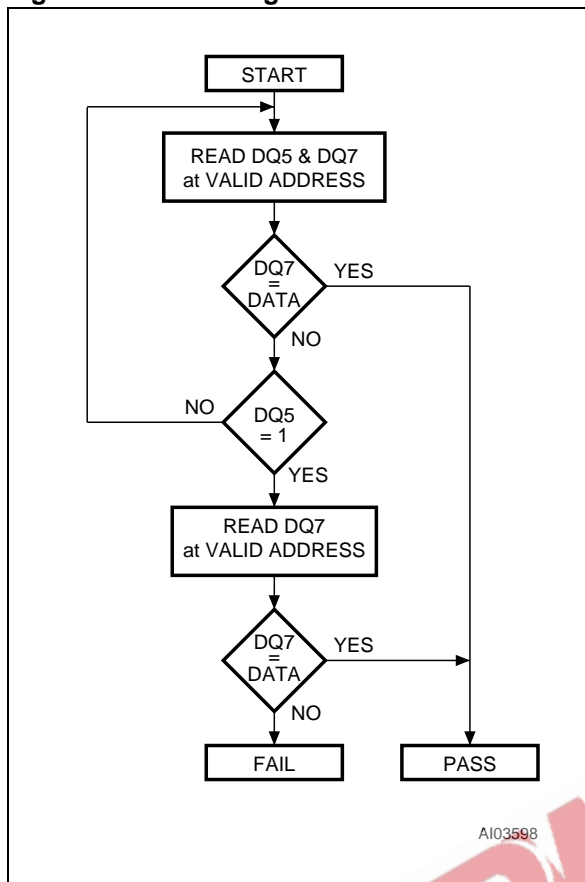 START
READ DQ5 & DQ7
at VALID ADDRESS
DQ7
=
DATA
YES
NO
NO
DQ5
= 1
YES
READ DQ7
at VALID ADDRESS
DQ7
=
DATA
YES
NO
FAIL
PASS
AI03598